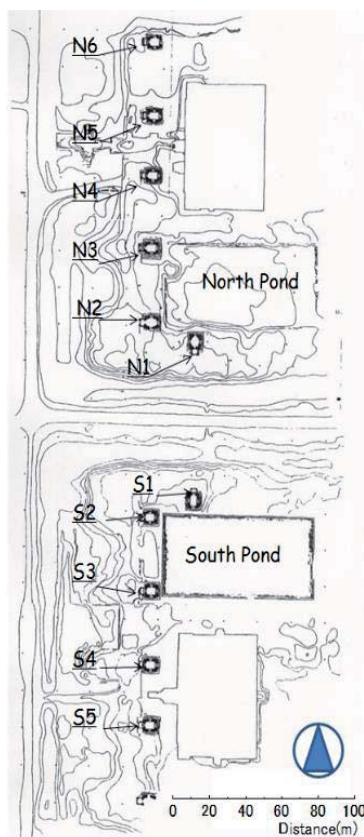 N6
N5
N4
N3
North Pond
N2
N1
S1
S2
South Pond
S3
S4
S5
0 20 40 60 80 100
Distance(m)